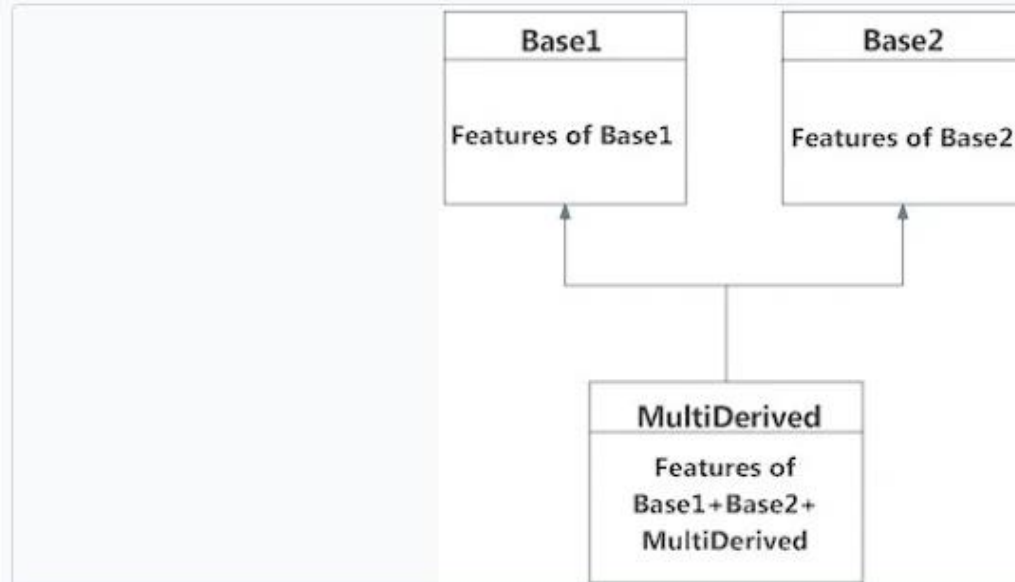 Base1
Features of Base1
Base2
Features of Base2
MultiDerived
Features of
Base1+Base2+
MultiDerived